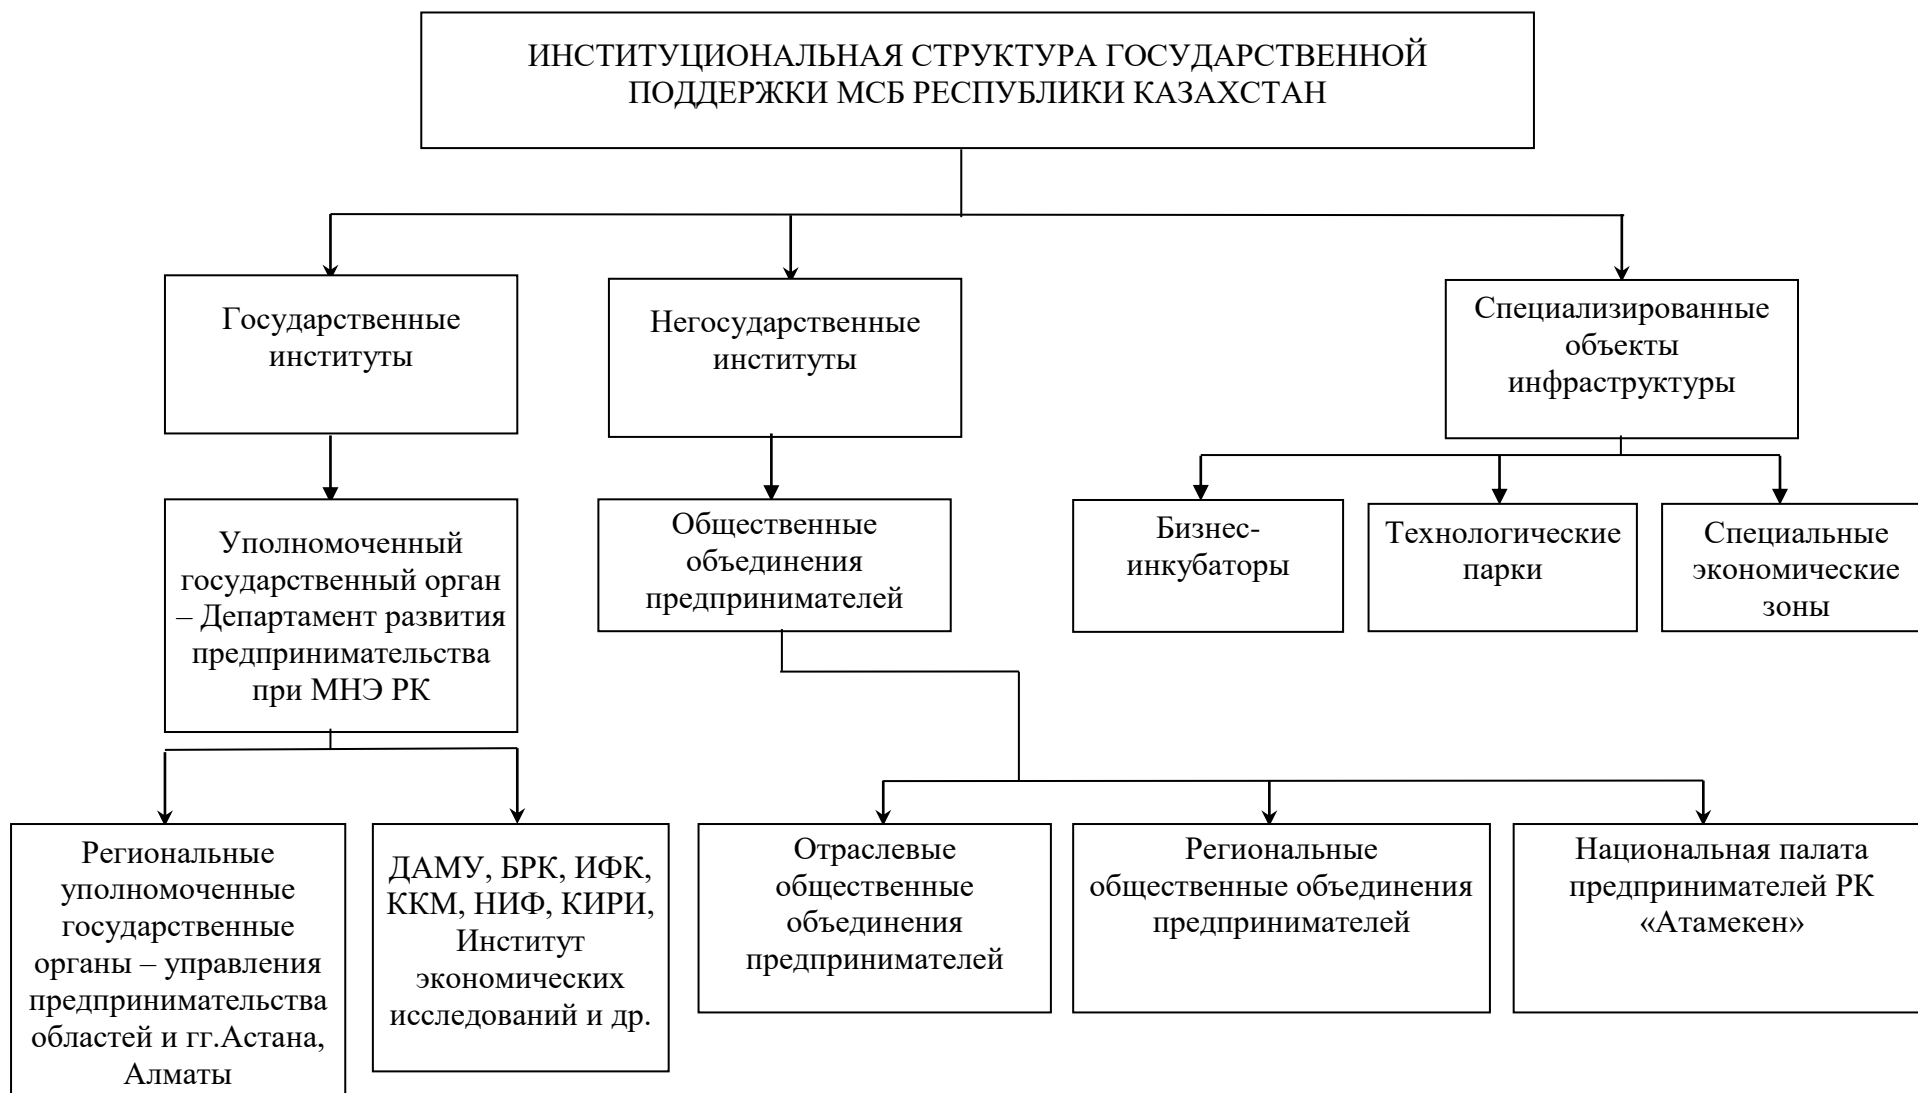 ИНСТИТУЦИОНАЛЬНАЯ СТРУКТУРА ГОСУДАРСТВЕННОЙ
ПОДДЕРЖКИ МСБ РЕСПУБЛИКИ КАЗАХСТАН
Государственные
институты
Негосударственные
институты
Специализированные
объекты
инфраструктуры
Уполномоченный
государственный орган
– Департамент развития
предпринимательства
при МНЭ РК
Общественные
объединения
предпринимателей
Бизнес-
инкубаторы
Технологические
парки
Специальные
экономические
зоны
Региональные
уполномоченные
государственные
органы – управления
предпринимательства
областей и гг.Астана,
Алматы
ДАМУ, БРК, ИФК,
ККМ, НИФ, КИРИ,
Институт
экономических
исследований и др.
Отраслевые
общественные
объединения
предпринимателей
Региональные
общественные объединения
предпринимателей
Национальная палата
предпринимателей РК
«Атамекен»